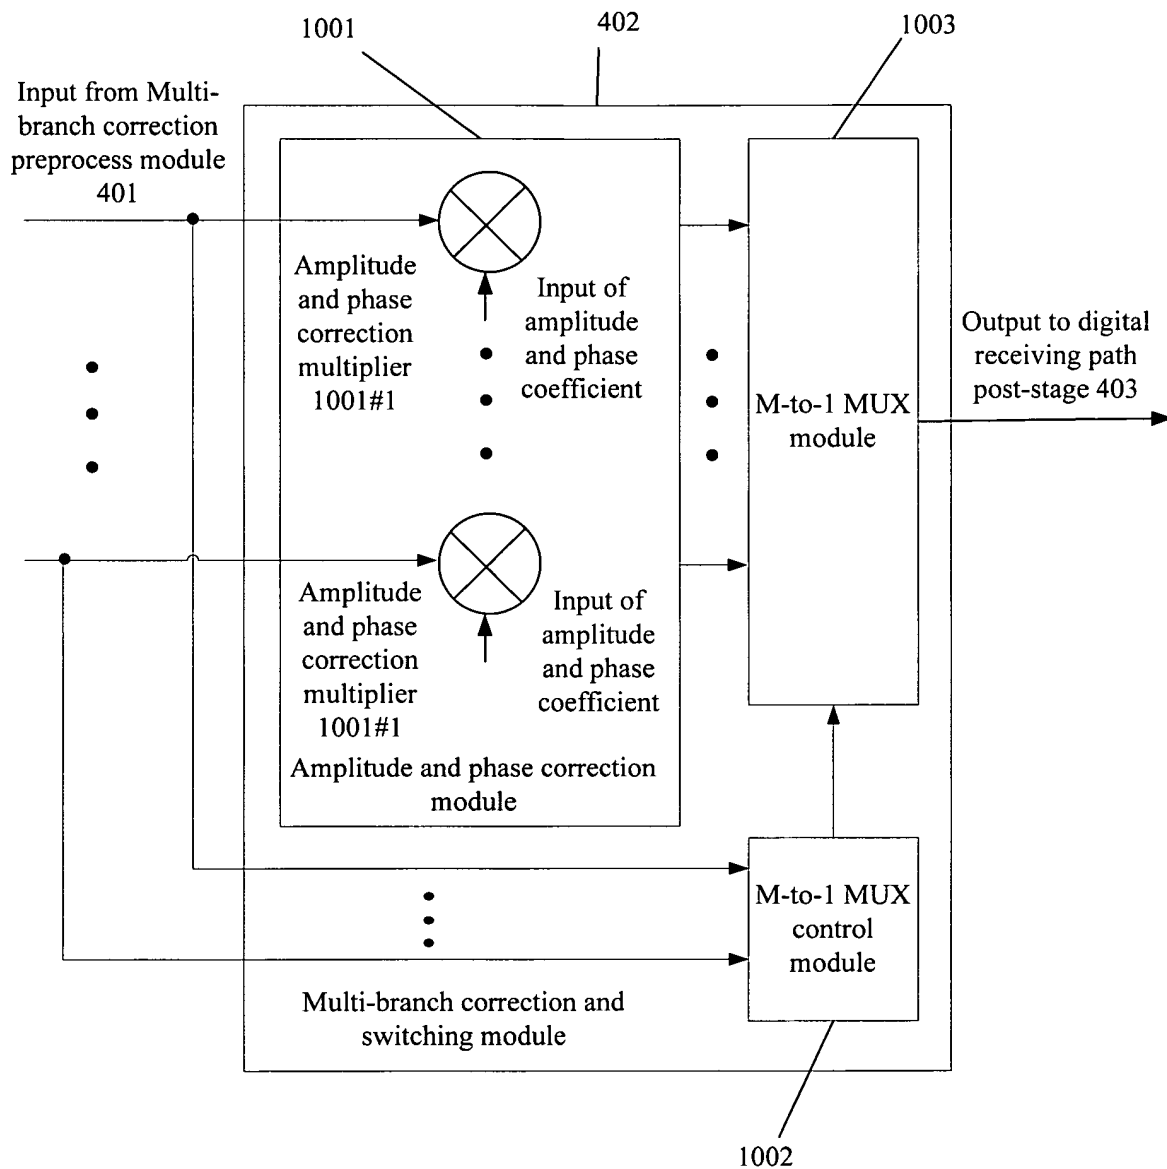 1001
402
1003
Input from Multi-
branch correction
preprocess module
401
Amplitude
and phase
correction
multiplier
1001#1
Input of
amplitude
and phase
coefficient
Output to digital
receiving path
post-stage 403
M-to-1 MUX
module
Amplitude
and phase
correction
multiplier
1001#1
Input of
amplitude
and phase
coefficient
Amplitude and phase correction
module
M-to-1 MUX
control
module
Multi-branch correction and
switching module
1002